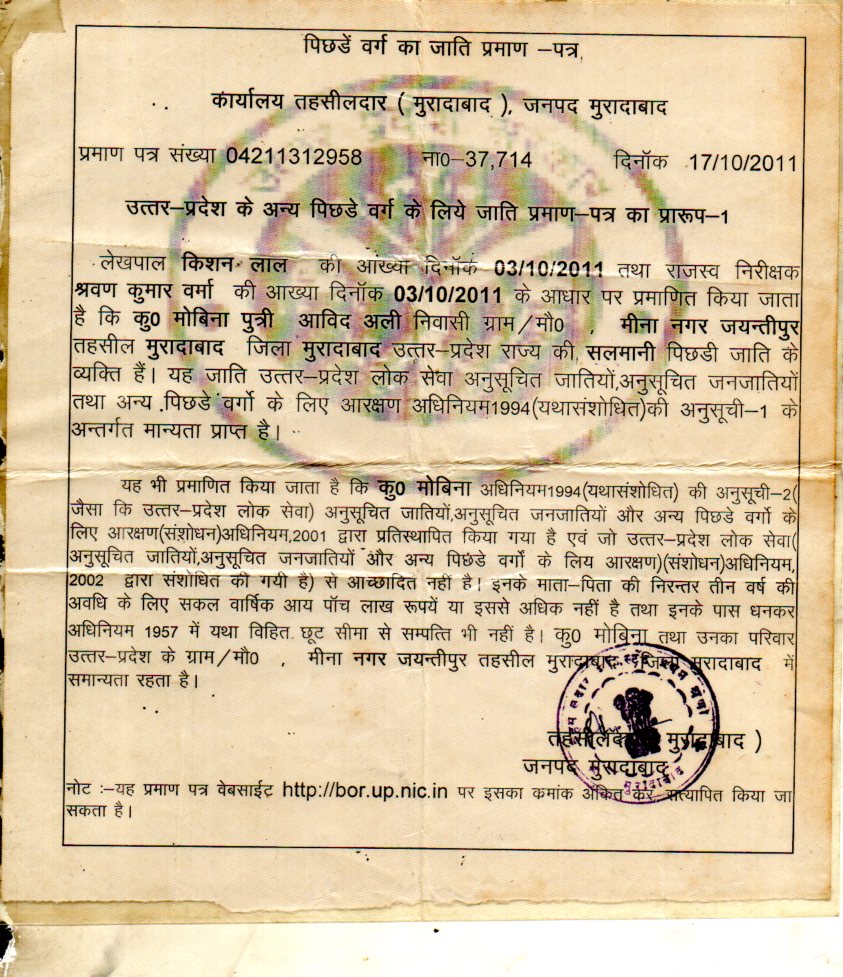 पिछडें वर्ग का जाति प्रमाण –पत्र
कार्यालय तहसीलदार ( मुरादाबाद ), जनपद मुरादाबाद
प्रमाण पत्र संख्या 04211312958 ना0–37,714 दिनॉक 17/10/2011
उत्तर–प्रदेश के अन्य पिछडे वर्ग के लिये जाति प्रमाण–पत्र का प्रारूप–1
लेखपाल किशन लाल की आख्या दिनॉक 03/10/2011 तथा राजस्व निरीक्षक
श्रवण कुमार वर्मा की आख्या दिनॉक 03/10/2011 के आधार पर प्रमाणित किया जाता
है कि कु0 मोबिना पुत्री आविद अली निवासी ग्राम/मौ0 , मीना नगर जयन्तीपुर
तहसील मुरादाबाद जिला मुरादाबाद उत्तर–प्रदेश राज्य की, सलमानी पिछडी जाति के
व्यक्ति हैं। यह जाति उत्तर–प्रदेश लोक सेवा अनुसूचित जातियों,अनुसूचित जनजातियों
तथा अन्य पिछडे वर्गो के लिए आरक्षण अधिनियम1994(यथासंशोधित)की अनुसूची–1 के
अन्तर्गत मान्यता प्राप्त है।
यह भी प्रमाणित किया जाता है कि कु0 मोबिना अधिनियम1994(यथासंशोधित) की अनुसूची–2(
जैसा कि उत्तर–प्रदेश लोक सेवा) अनुसूचित जातियों,अनुसूचित जनजातियों और अन्य पिछडे वर्गो के
लिए आरक्षण(संशोधन)अधिनियम,2001 द्वारा प्रतिस्थापित किया गया है एवं जो उत्तर–प्रदेश लोक सेवा(
अनुसूचित जातियों,अनुसूचित जनजातियों और अन्य पिछडे वर्गों के लिय आरक्षण)(संशोधन)अधिनियम,
2002 द्वारा संशोधित की गयी है) से आच्छादित नहीं है। इनके माता–पिता की निरन्तर तीन वर्ष की
अवधि के लिए सकल वार्षिक आय पॉच लाख रूपयें या इससे अधिक नहीं है तथा इनके पास धनकर
अधिनियम 1957 में यथा विहित छूट सीमा से सम्पत्ति भी नहीं है। कु0 मोबिना तथा उनका परिवार
उत्तर–प्रदेश के ग्राम/मौ0 , मीना नगर जयन्तीपुर तहसील मुरादाबाद जिला मुरादाबाद में
समान्यता रहता है।
तहसीलदार मुरादाबाद )
जनपद मुरादाबाद
मुरादाबाद
नोट :–यह प्रमाण पत्र वेबसाईट http://bor.up.nic.in पर इसका कमांक अंकित कर, सत्यापित किया जा
सकता है।